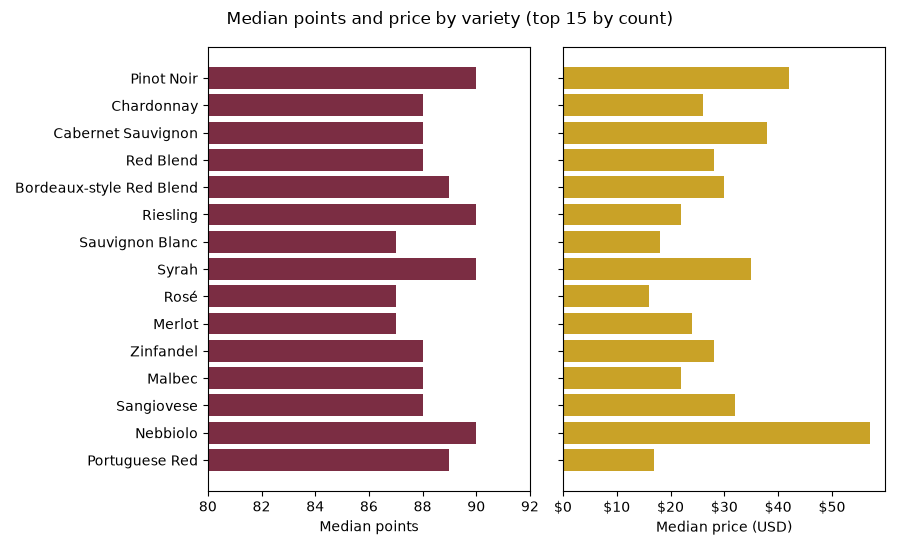 Median points and price by variety (top 15 by count)
Pinot Noir
Chardonnay
Cabernet Sauvignon
Red Blend
Bordeaux-style Red Blend
Riesling
Sauvignon Blanc
Syrah
Rosé
Merlot
Zinfandel
Malbec
Sangiovese
Nebbiolo
Portuguese Red
80 82 84 86 88 90 92
Median points
$0 $10 $20 $30 $40 $50
Median price (USD)